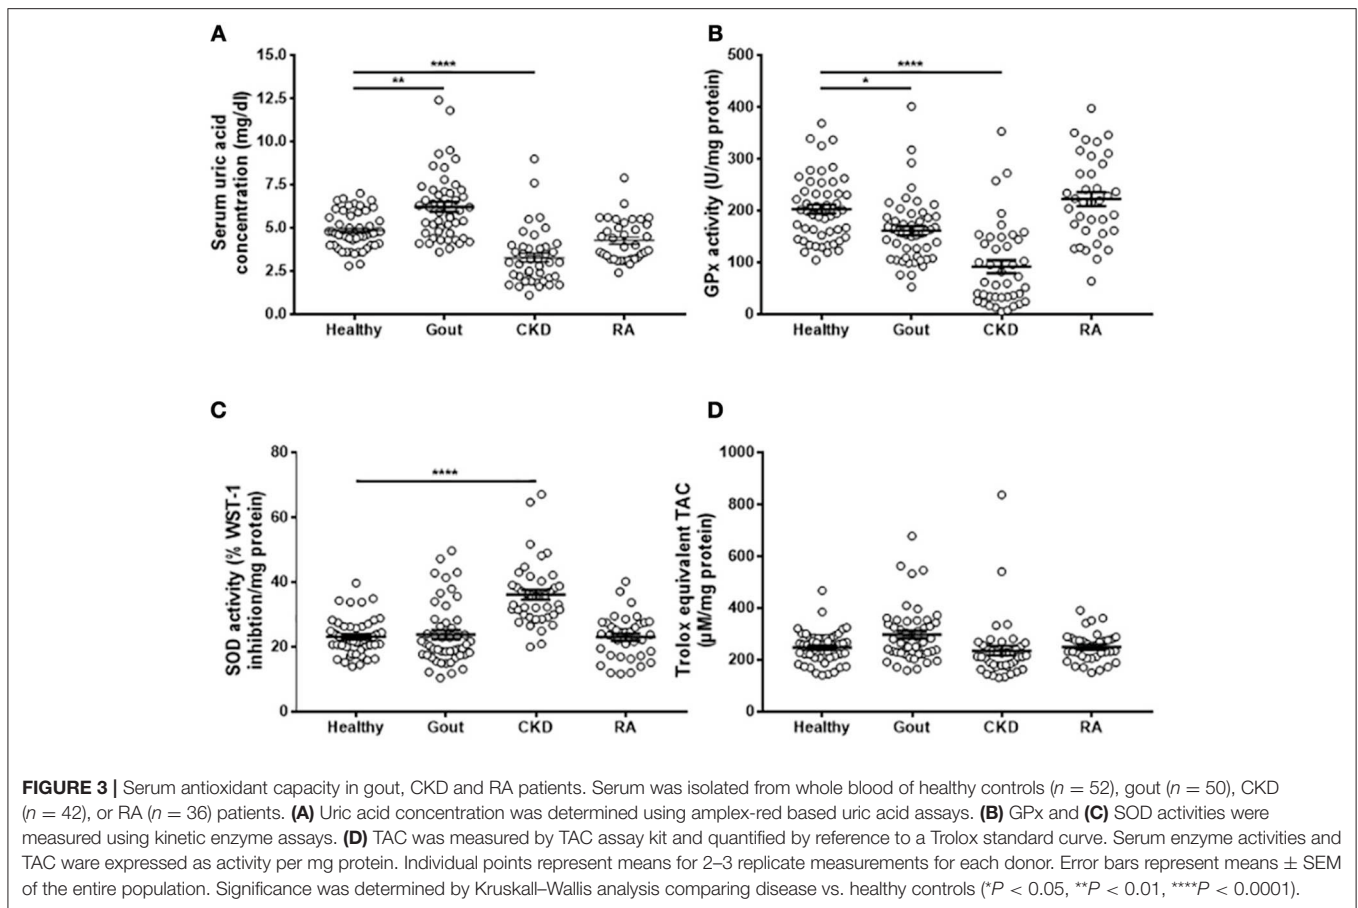 A
15.0
12.5
10.0
7.5
5.0
2.5
0.0
Serum uric acid
concentration (mg/dl)
****
**
Healthy Gout CKD RA
B
500
400
300
200
100
0
GPx activity (U/mg protein)
****
*
Healthy Gout CKD RA
C
80
60
40
20
0
SOD activity (% WST-1
inhibtion/mg protein)
****
Healthy Gout CKD RA
D
1000
800
600
400
200
0
Trolox equivalent TAC
(µM/mg protein)
Healthy Gout CKD RA
FIGURE 3 | Serum antioxidant capacity in gout, CKD and RA patients. Serum was isolated from whole blood of healthy controls (n = 52), gout (n = 50), CKD
(n = 42), or RA (n = 36) patients. (A) Uric acid concentration was determined using amplex-red based uric acid assays. (B) GPx and (C) SOD activities were
measured using kinetic enzyme assays. (D) TAC was measured by TAC assay kit and quantified by reference to a Trolox standard curve. Serum enzyme activities and
TAC ware expressed as activity per mg protein. Individual points represent means for 2–3 replicate measurements for each donor. Error bars represent means ± SEM
of the entire population. Significance was determined by Kruskall–Wallis analysis comparing disease vs. healthy controls (*P < 0.05, **P < 0.01, ****P < 0.0001).